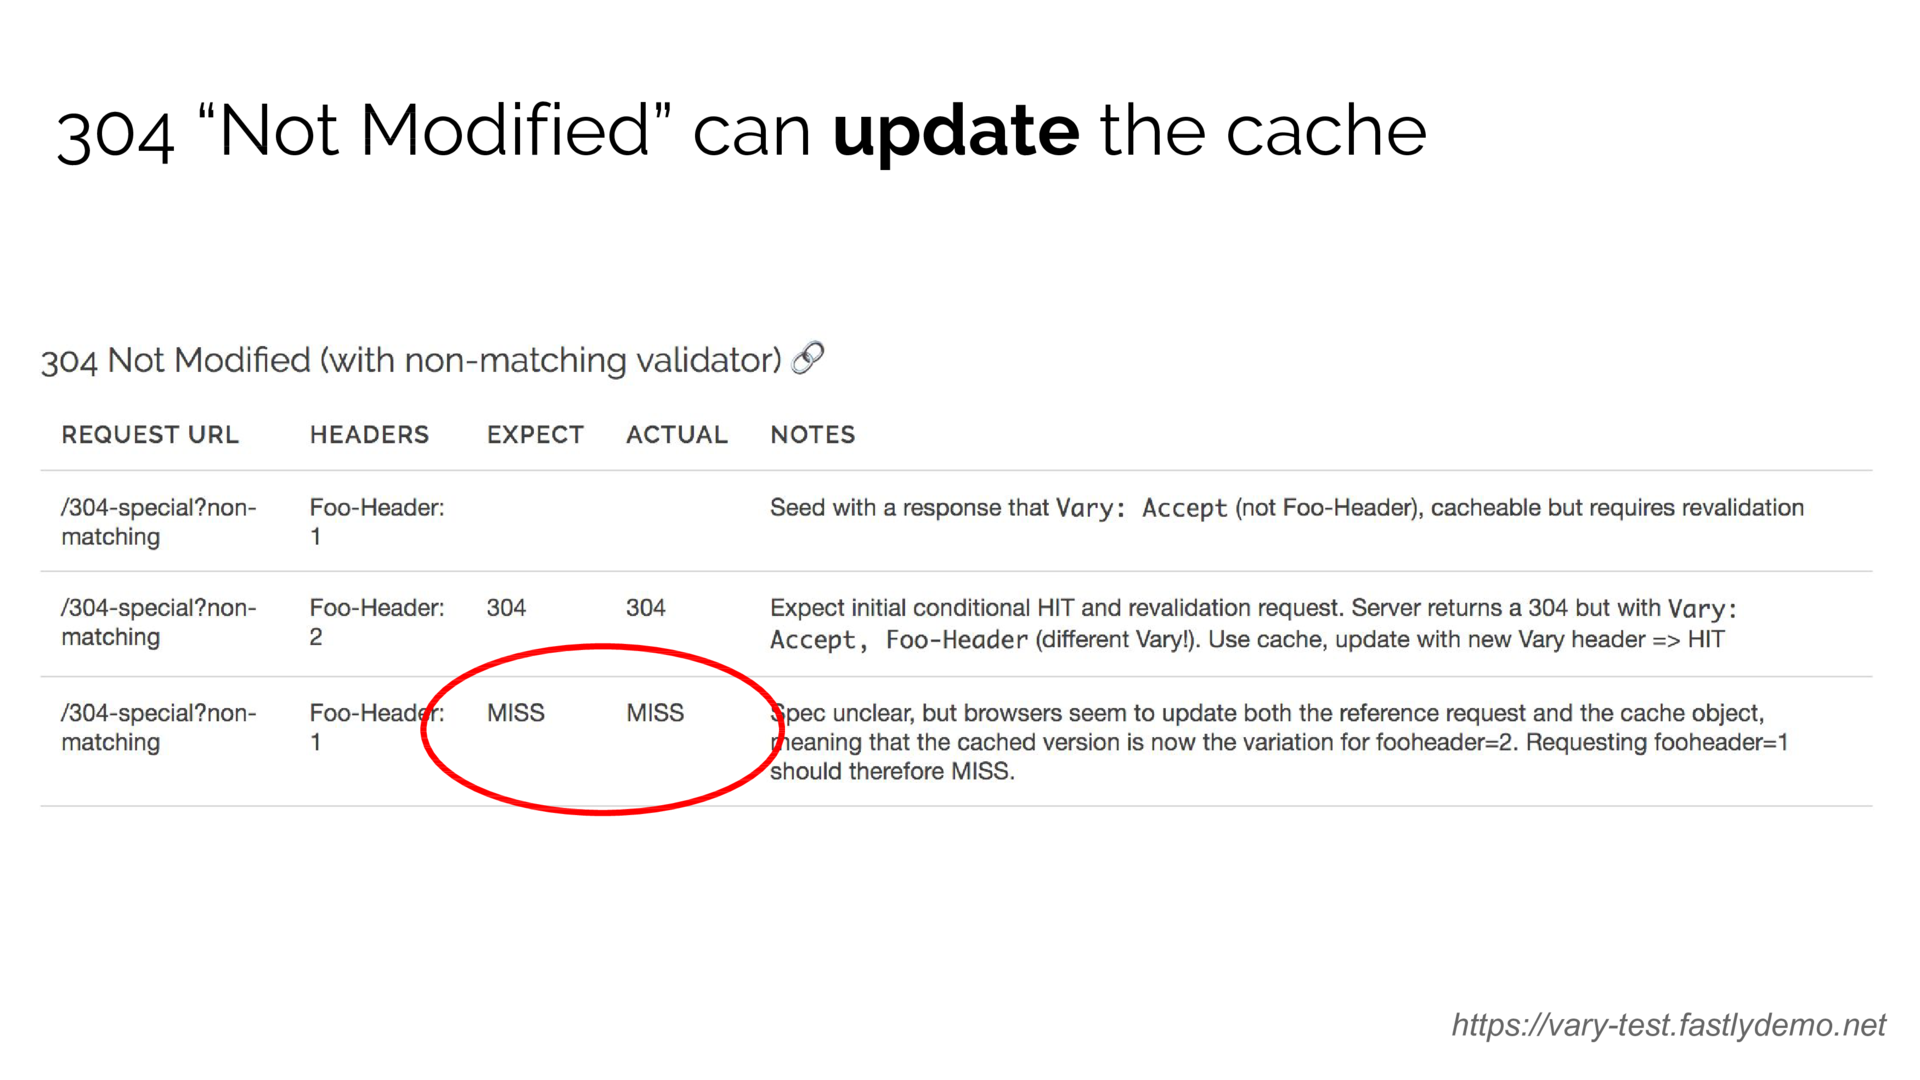 304 “Not Modified” can update the cache
304 Not Modified (with non-matching validator)
REQUEST URL HEADERS EXPECT ACTUAL NOTES
/304-special?non- Foo-Header: Seed with a response that Vary: Accept (not Foo-Header), cacheable but requires revalidation
matching 1
/304-special?non- Foo-Header: 304 304 Expect initial conditional HIT and revalidation request. Server returns a 304 but with Vary:
matching 2 Accept, Foo-Header (different Vary!). Use cache, update with new Vary header => HIT
/304-special?non- Foo-Header: MISS MISS Spec unclear, but browsers seem to update both the reference request and the cache object,
matching 1 meaning that the cached version is now the variation for fooheader=2. Requesting fooheader=1
should therefore MISS.
https://vary-test.fastlydemo.net